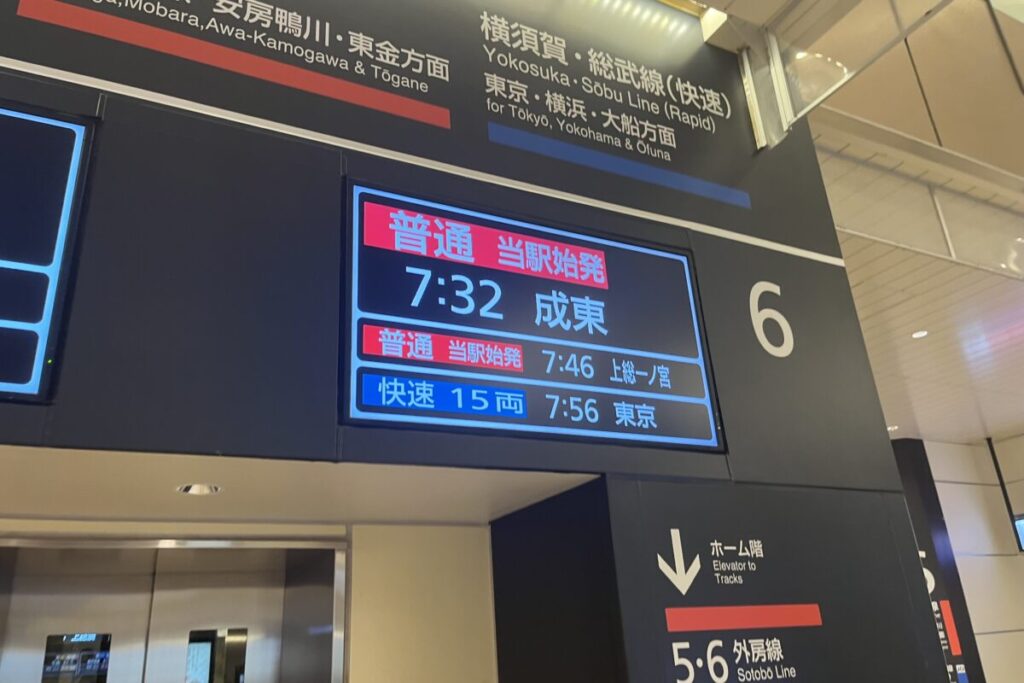 安房鴨川・東金方面
Mobara, Awa-Kamogawa & Tōgane
横須賀・総武線(快速)
Yokosuka・Sōbu Line (Rapid)
東京・横浜・大船方面
for Tōkyō, Yokohama & Ōfuna
普通 当駅始発
7:32 成東
普通 当駅始発 7:46 上総一ノ宮
快速 15両 7:56 東京
6
ホーム階
Elevator to
Tracks
5・6 外房線
Sotobō Line
5